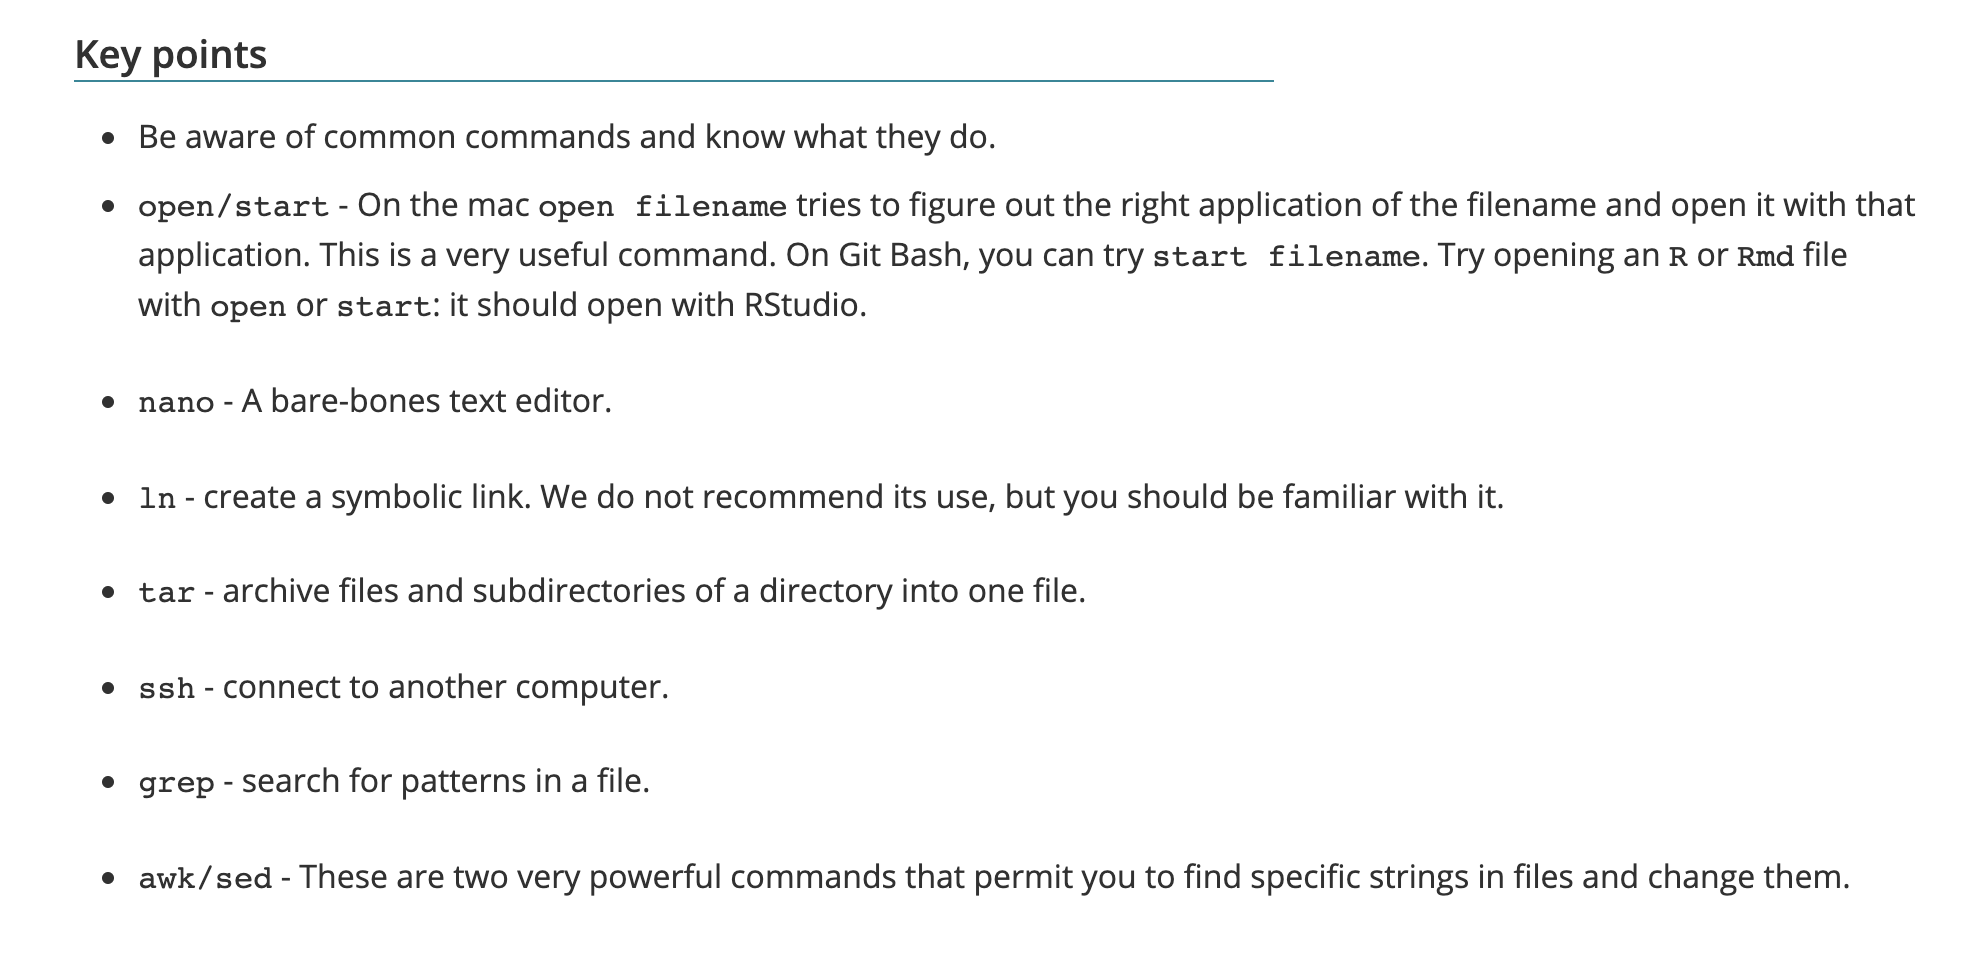 Key points
• Be aware of common commands and know what they do.
• open/start - On the mac open filename tries to figure out the right application of the filename and open it with that
application. This is a very useful command. On Git Bash, you can try start filename. Try opening an R or Rmd file
with open or start: it should open with RStudio.
• nano - A bare-bones text editor.
• ln - create a symbolic link. We do not recommend its use, but you should be familiar with it.
• tar - archive files and subdirectories of a directory into one file.
• ssh - connect to another computer.
• grep - search for patterns in a file.
• awk/sed - These are two very powerful commands that permit you to find specific strings in files and change them.